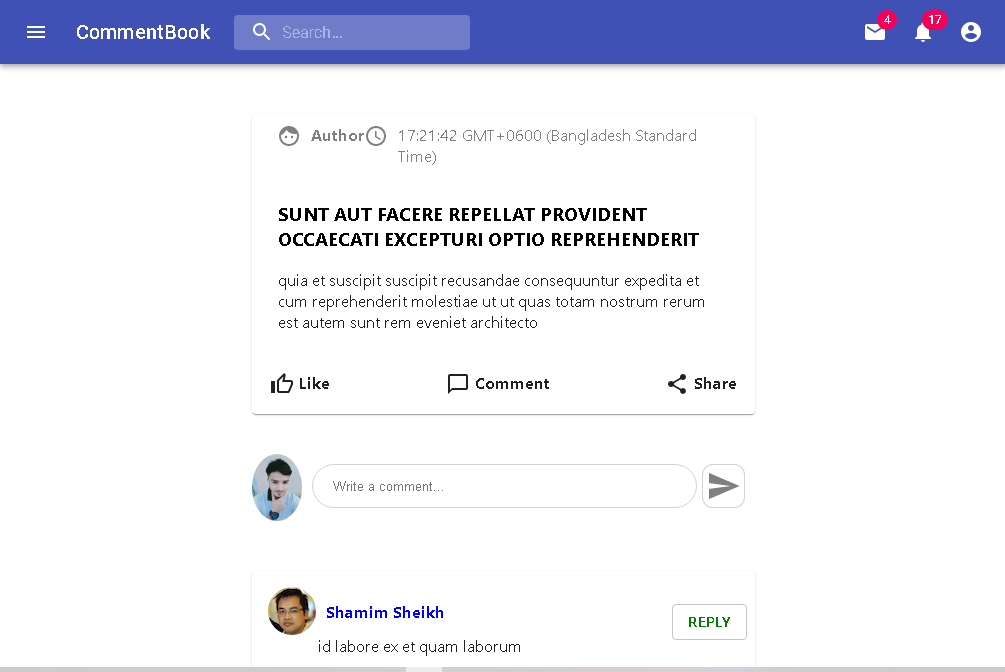 CommentBook
Search...
4
17
Author 17:21:42 GMT+0600 (Bangladesh Standard
Time)
SUNT AUT FACERE REPELLAT PROVIDENT
OCCAECATI EXCEPTURI OPTIO REPREHENDERIT
quia et suscipit suscipit recusandae consequuntur expedita et
cum reprehenderit molestiae ut ut quas totam nostrum rerum
est autem sunt rem eveniet architecto
Like Comment Share
Write a comment...
Shamim Sheikh
REPLY
id labore ex et quam laborum